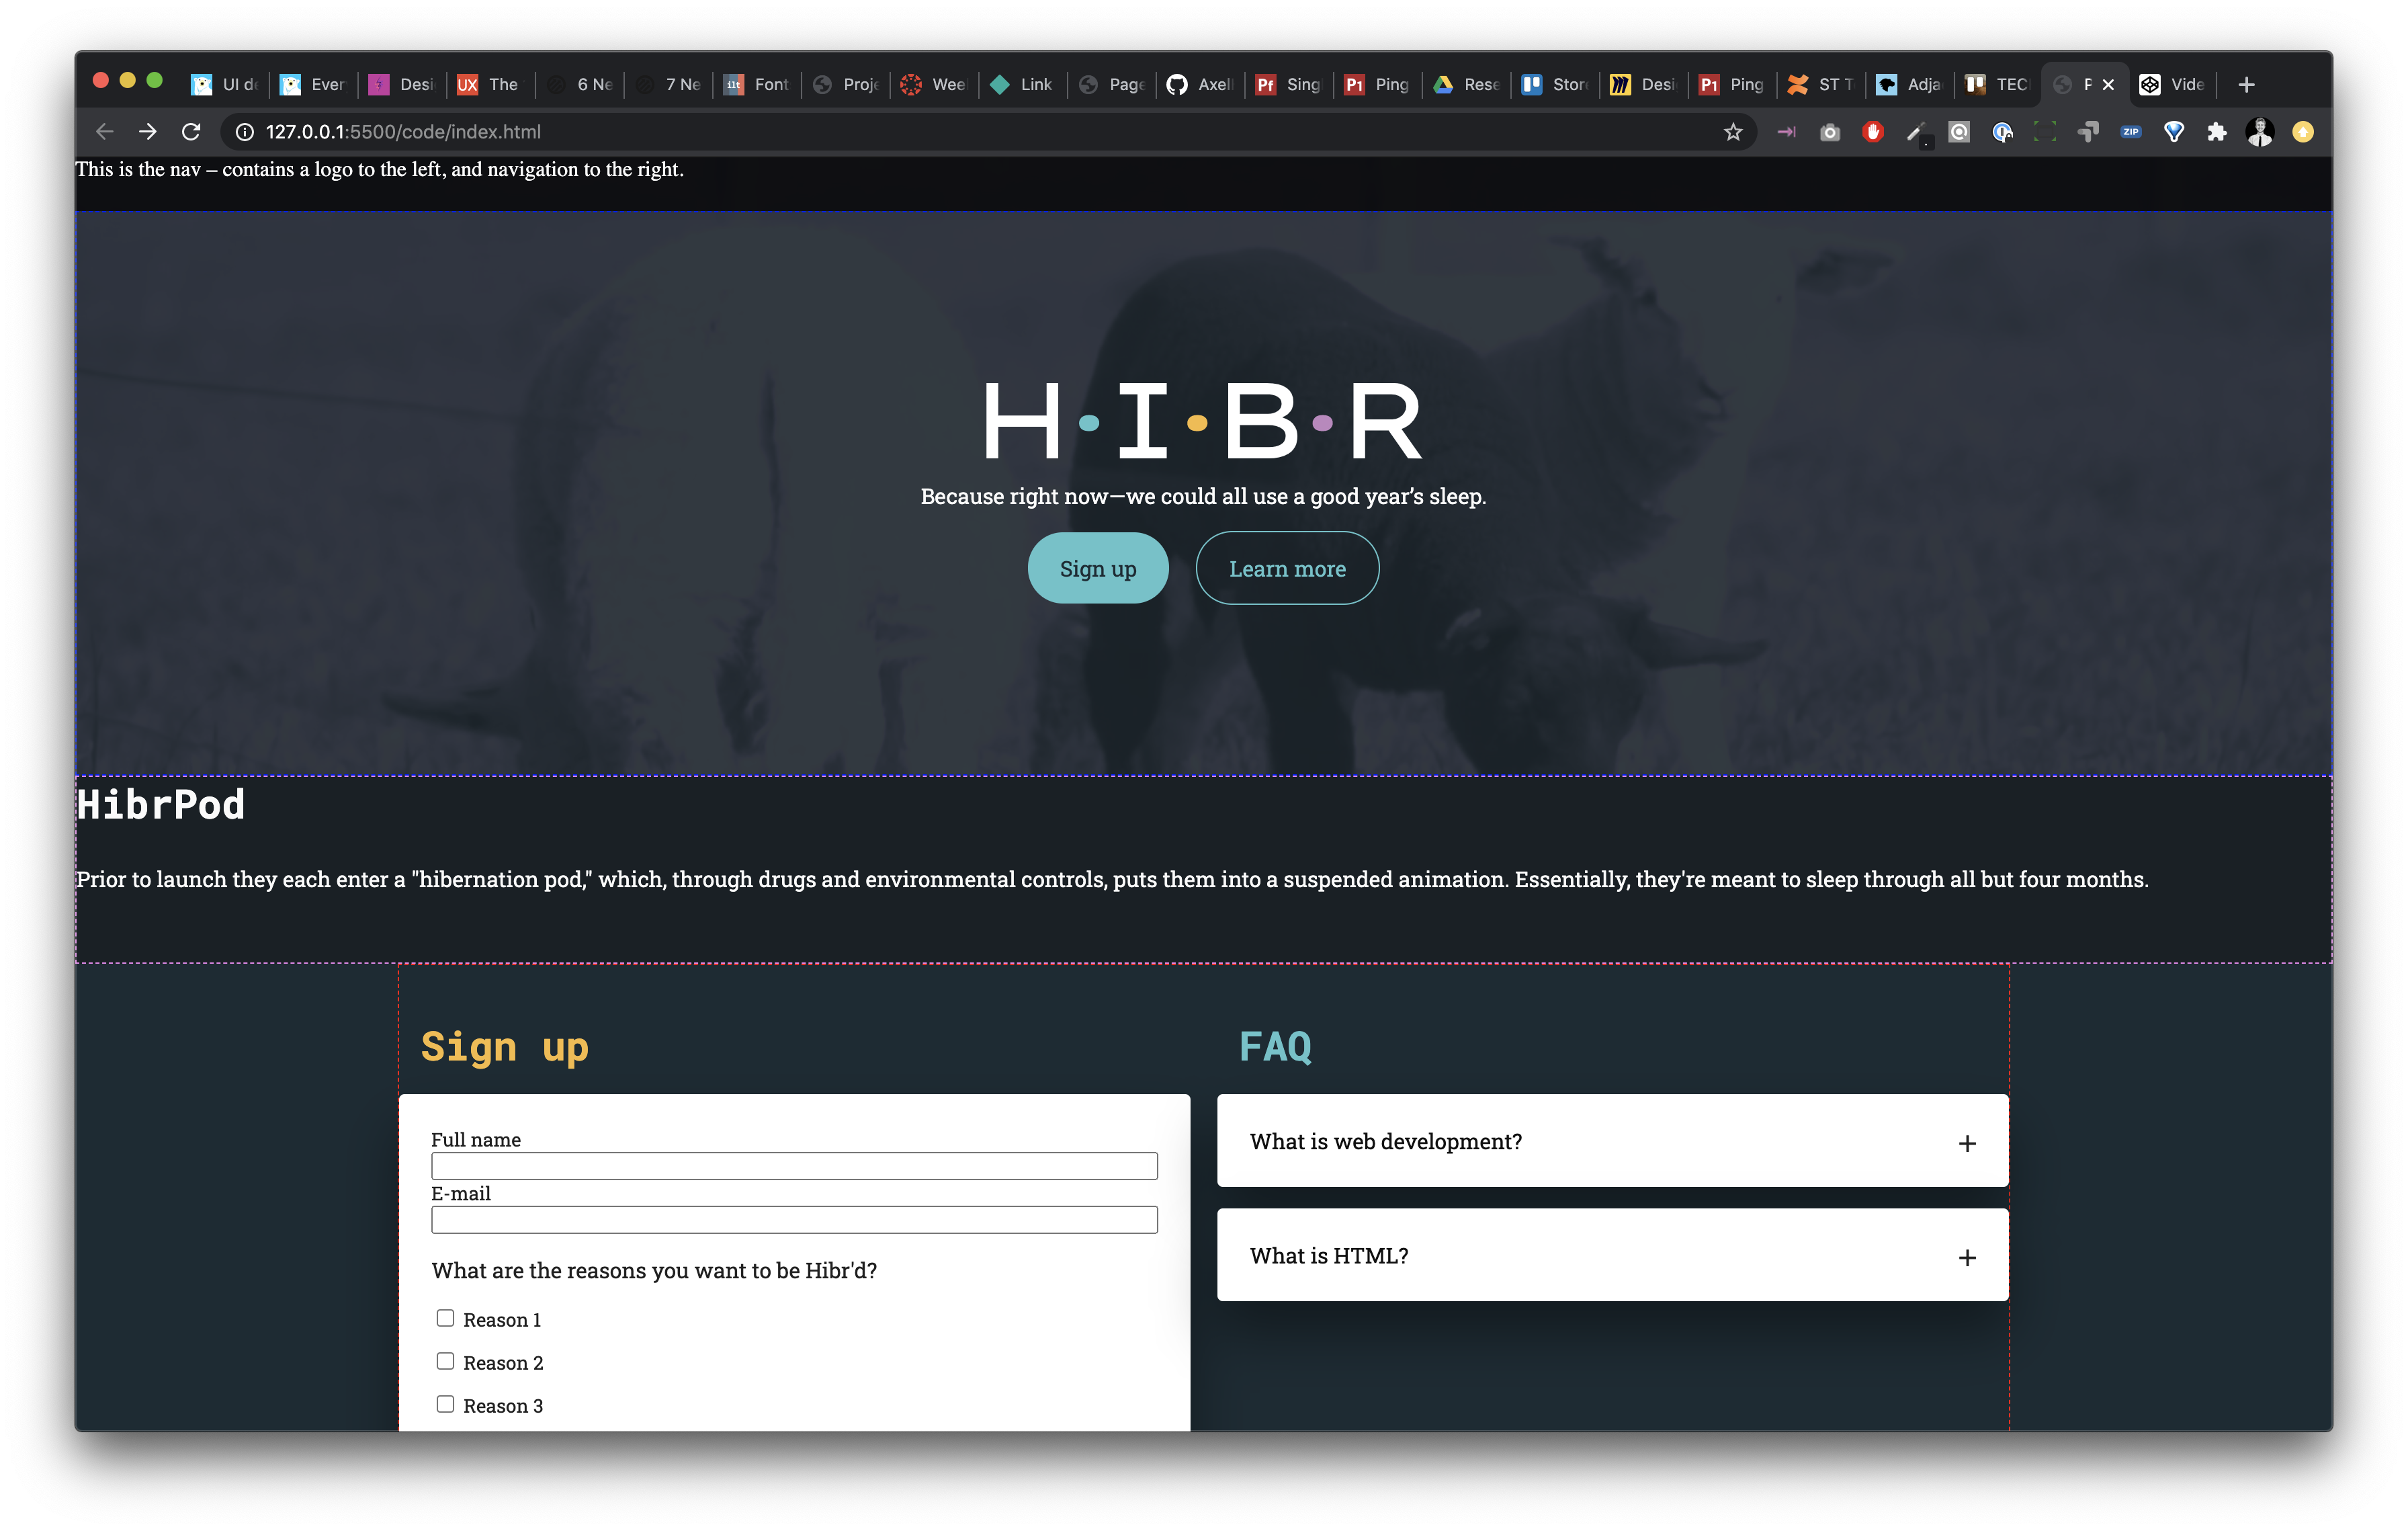 UI de Ever Desi The 6 Ne 7 Ne Font Proje Wee Link Page Axell Sing Ping Rese Store Desi Ping ST T Adja TEC P Vide
127.0.0.1:5500/code/index.html
This is the nav – contains a logo to the left, and navigation to the right.
H•I•B•R
Because right now—we could all use a good year’s sleep.
Sign up Learn more
HibrPod
Prior to launch they each enter a "hibernation pod," which, through drugs and environmental controls, puts them into a suspended animation. Essentially, they're meant to sleep through all but four months.
Sign up
Full name
E-mail
What are the reasons you want to be Hibr'd?
Reason 1
Reason 2
Reason 3
FAQ
What is web development?
What is HTML?